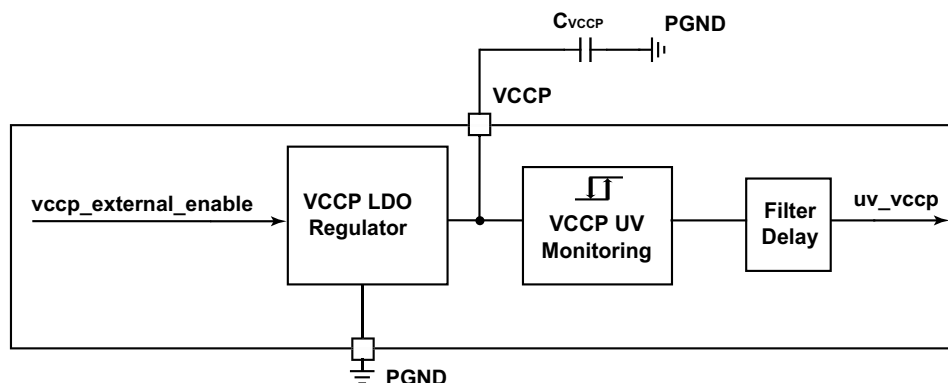 CVCCP
PGND
VCCP
vccp_external_enable
VCCP LDO
Regulator
VCCP UV
Monitoring
Filter
Delay
uv_vccp
PGND